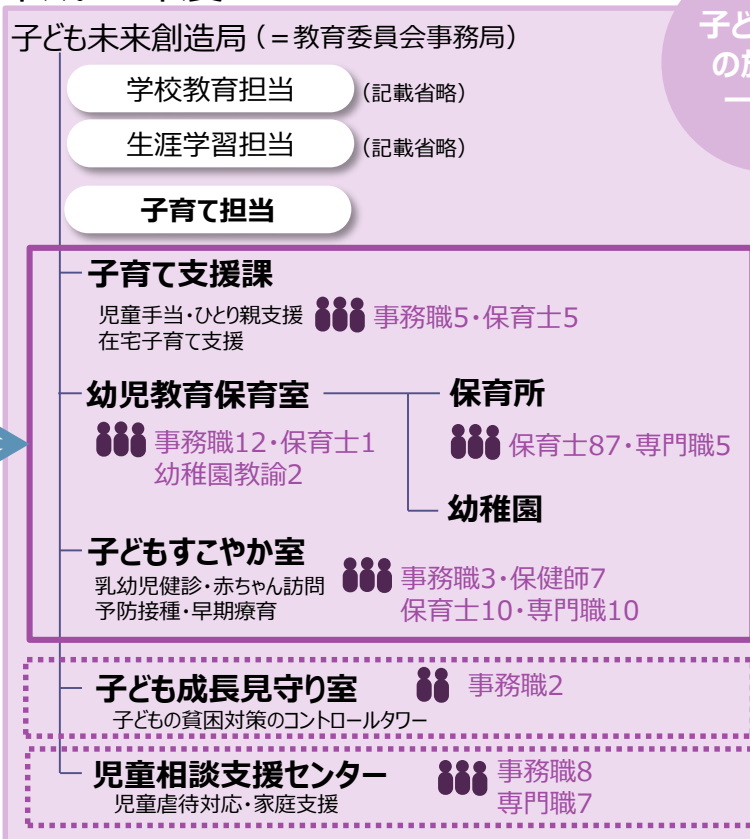 子ども未来創造局(=教育委員会事務局)
学校教育担当 (記載省略)
生涯学習担当 (記載省略)
子育て担当
子育て支援課
児童手当・ひとり親支援
在宅子育て支援
事務職5・保育士5
幼児教育保育室
事務職12・保育士1
幼稚園教諭2
保育所
保育士87・専門職5
幼稚園
子どもすこやか室
乳幼児健診・赤ちゃん訪問
予防接種・早期療育
事務職3・保健師7
保育士10・専門職10
子ども成長見守り室
事務職2
子どもの貧困対策のコントロールタワー
児童相談支援センター
児童虐待対応・家庭支援
事務職8
専門職7